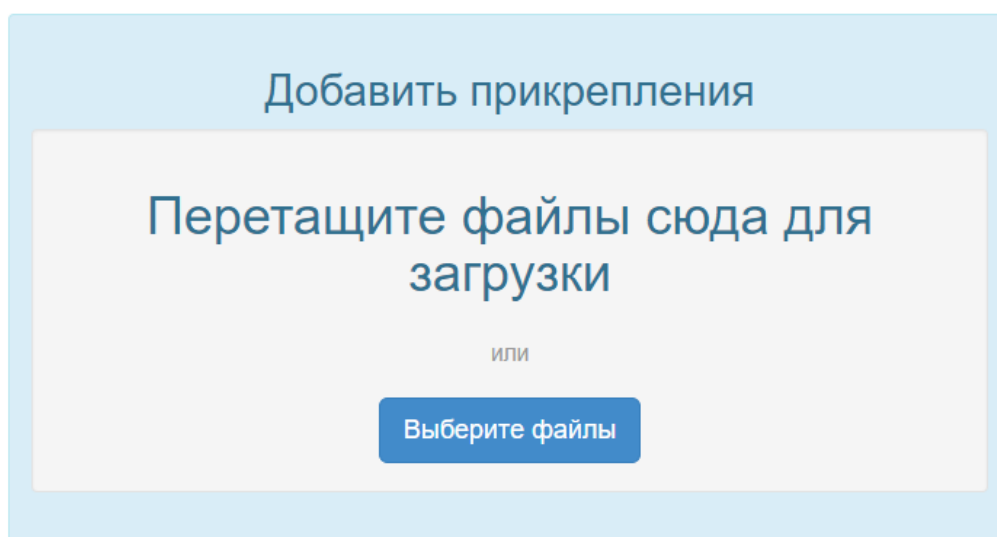 Добавить прикрепления
Перетащите файлы сюда для
загрузки
или
Выберите файлы